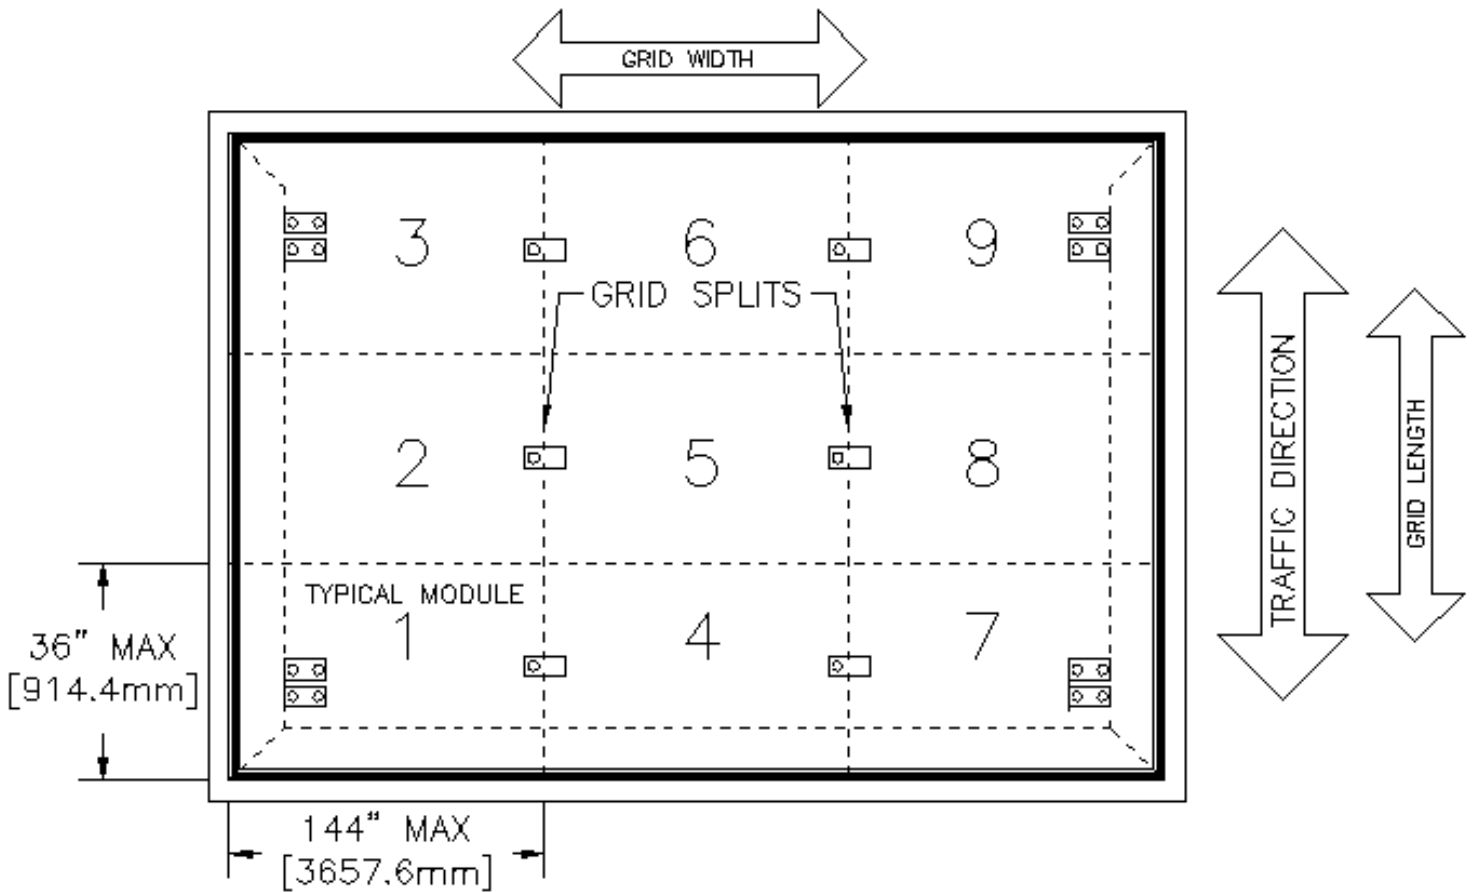 GRID WIDTH
3 6 9
GRID SPLITS
2 5 8
TYPICAL MODULE
1 4 7
36" MAX
[914.4mm]
144" MAX
[3657.6mm]
TRAFFIC DIRECTION
GRID LENGTH